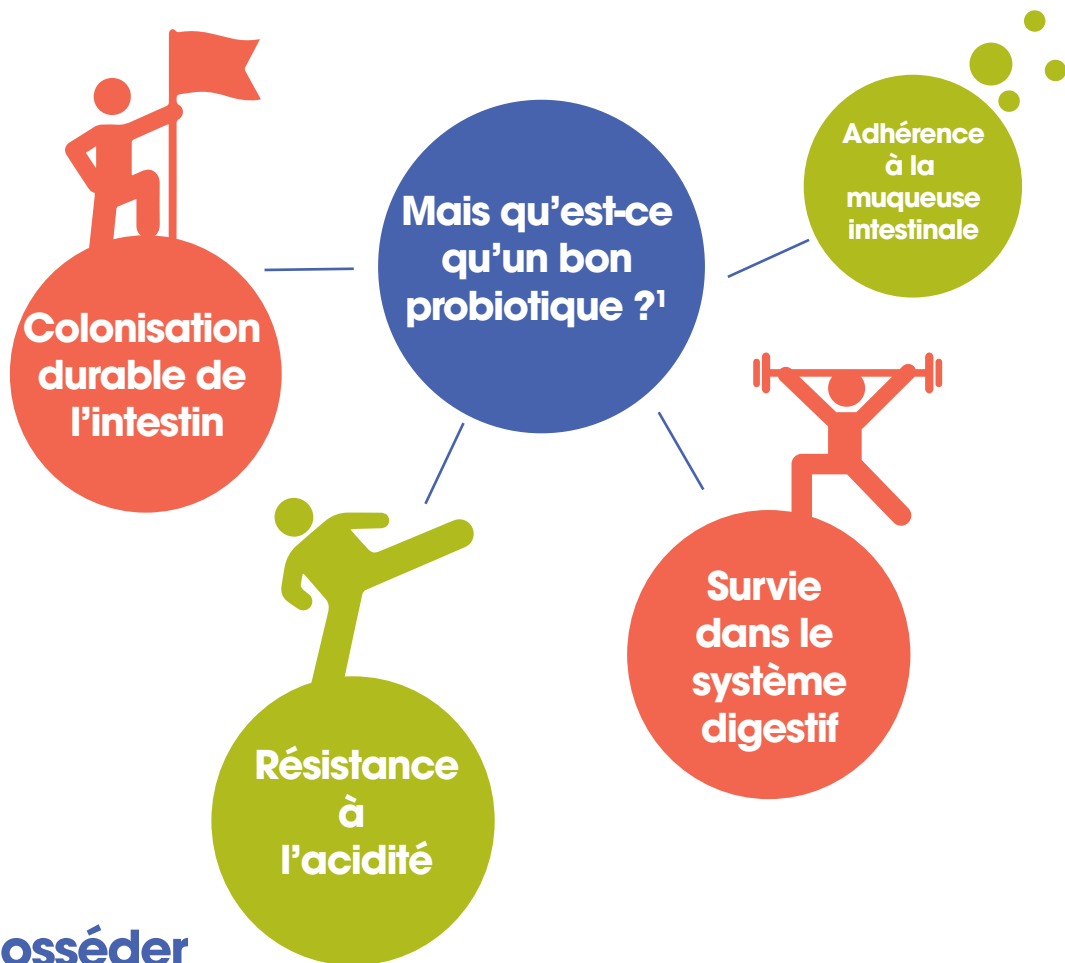 Mais qu’est-ce
qu’un bon
probiotique ?¹
Adhérence
à la
muqueuse
intestinale
Colonisation
durable de
l’intestin
Survie
dans le
système
digestif
Résistance
à
l’acidité
osséder